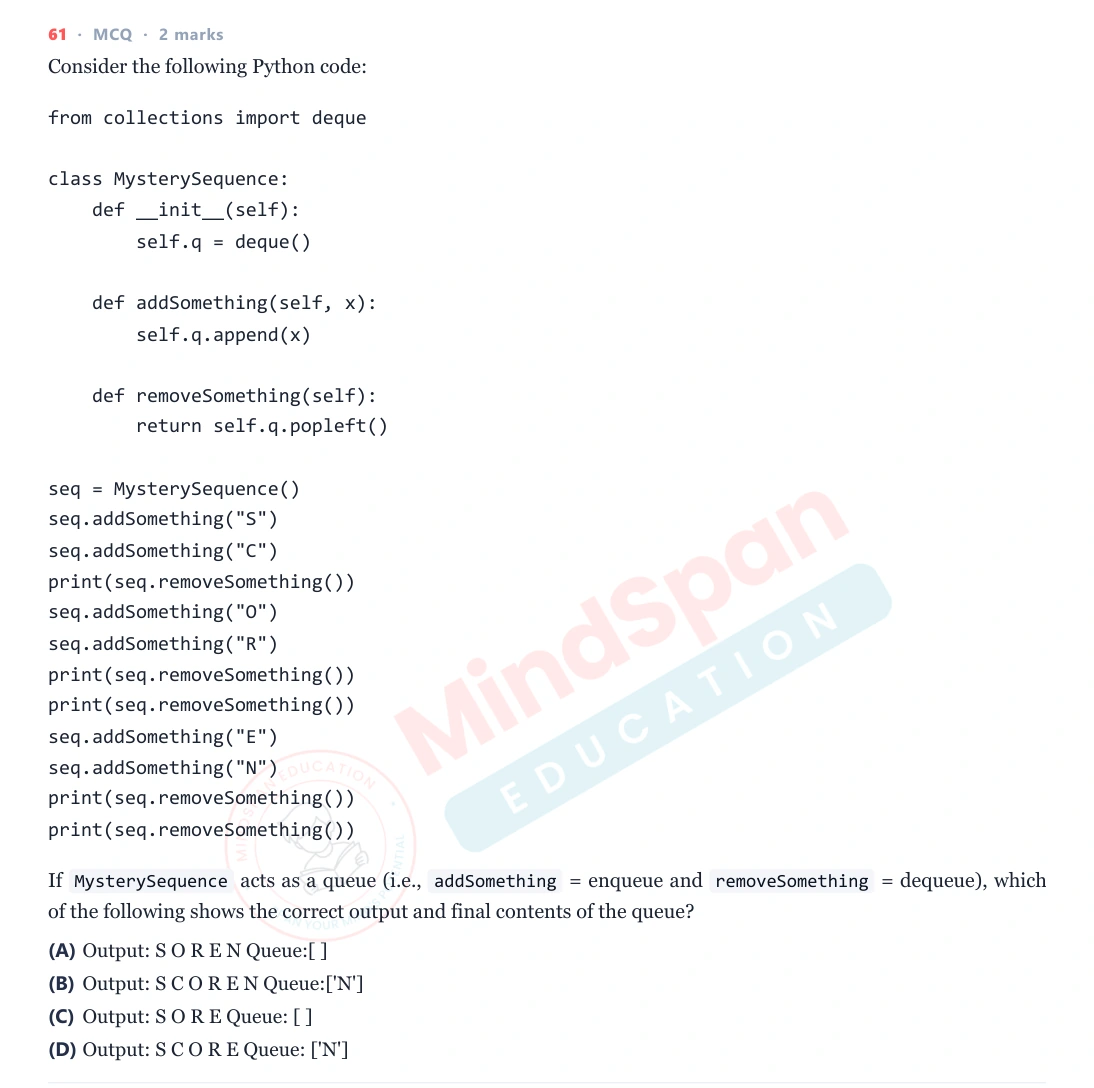 61 · MCQ · 2 marks
Consider the following Python code:
from collections import deque
class MysterySequence:
    def __init__(self):
        self.q = deque()
    def addSomething(self, x):
        self.q.append(x)
    def removeSomething(self):
        return self.q.popleft()
seq = MysterySequence()
seq.addSomething("S")
seq.addSomething("C")
print(seq.removeSomething())
seq.addSomething("O")
seq.addSomething("R")
print(seq.removeSomething())
print(seq.removeSomething())
seq.addSomething("E")
seq.addSomething("N")
print(seq.removeSomething())
print(seq.removeSomething())
If MysterySequence acts as a queue (i.e., addSomething = enqueue and removeSomething = dequeue), which
of the following shows the correct output and final contents of the queue?
(A) Output: S O R E N Queue:[ ]
(B) Output: S C O R E N Queue:['N']
(C) Output: S O R E Queue: [ ]
(D) Output: S C O R E Queue: ['N']
MindSpan
EDUCATION